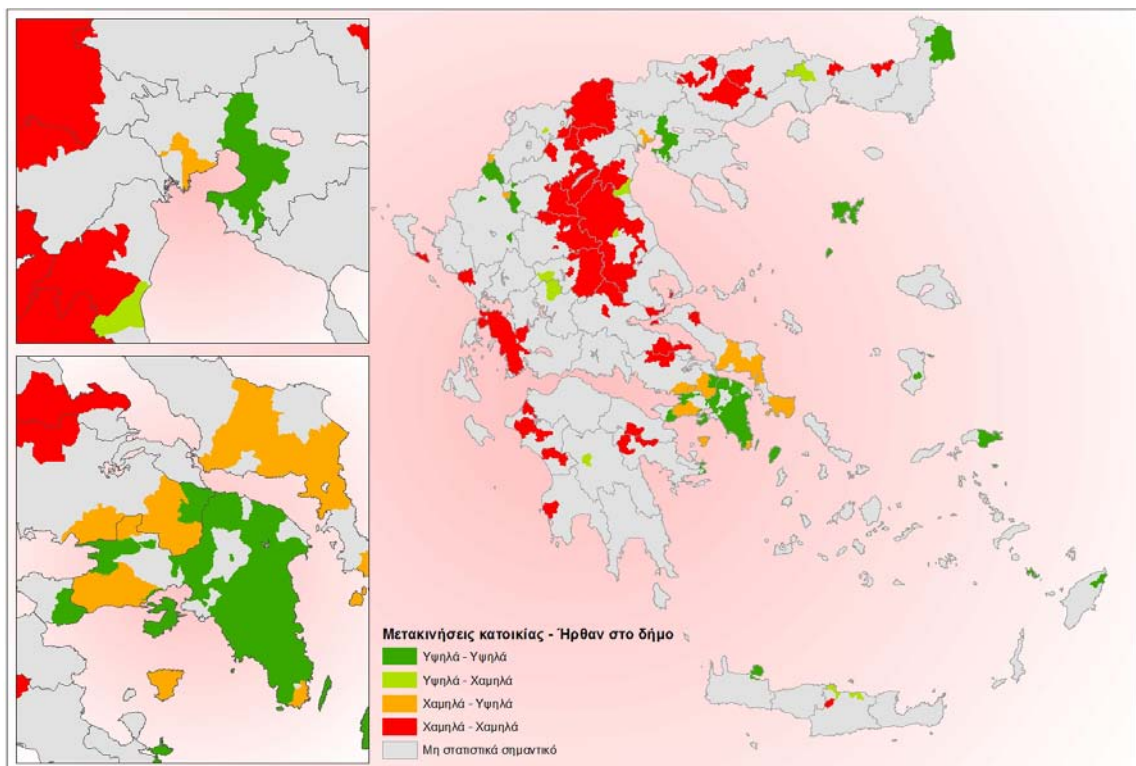 Μετακινήσεις κατοικίας - Ήρθαν στο δήμο
Υψηλά - Υψηλά
Υψηλά - Χαμηλά
Χαμηλά - Υψηλά
Χαμηλά - Χαμηλά
Μη στατιστικά σημαντικό